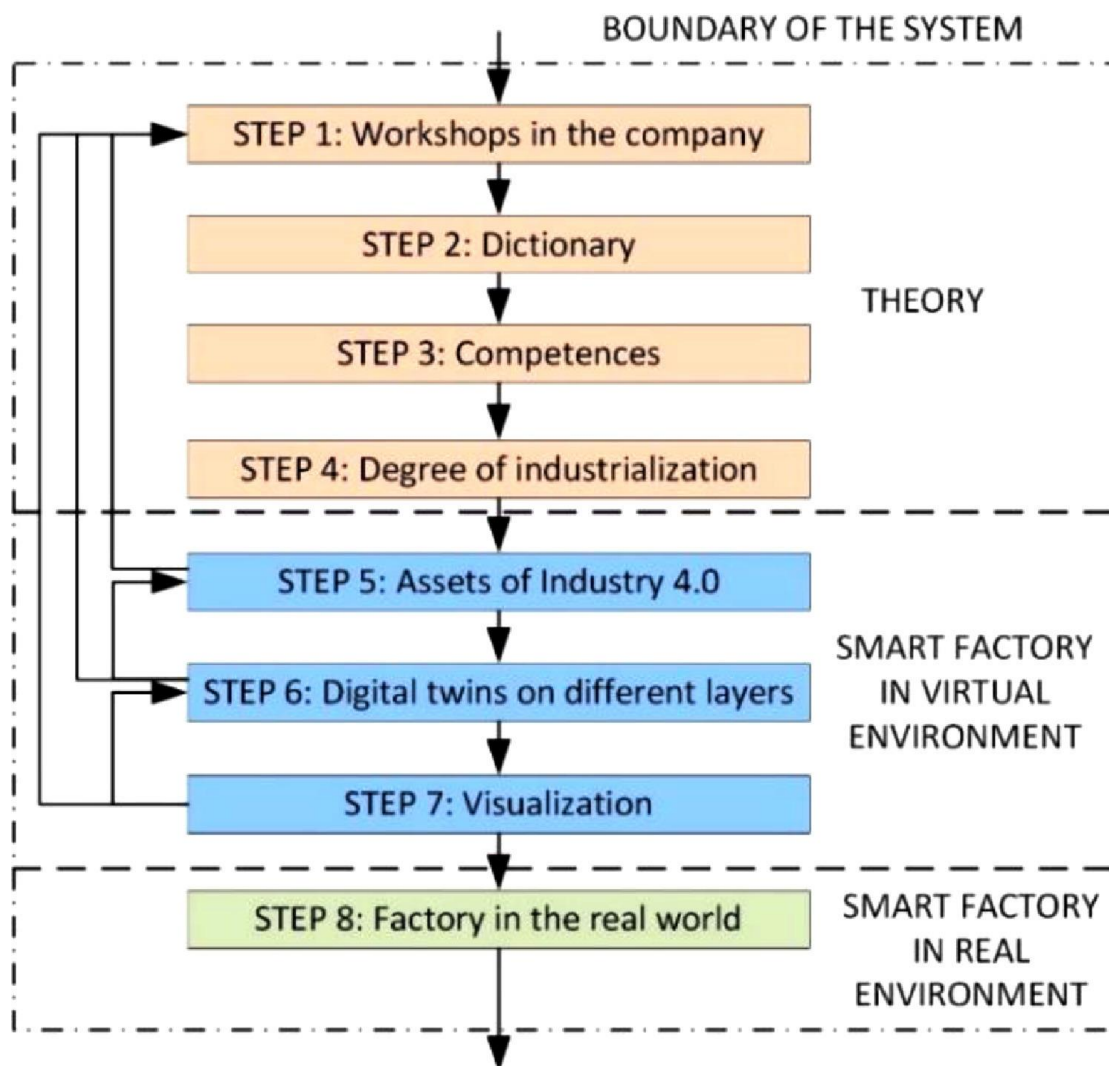 BOUNDARY OF THE SYSTEM
STEP 1: Workshops in the company
STEP 2: Dictionary
THEORY
STEP 3: Competences
STEP 4: Degree of industrialization
STEP 5: Assets of Industry 4.0
SMART FACTORY
IN VIRTUAL
ENVIRONMENT
STEP 6: Digital twins on different layers
STEP 7: Visualization
STEP 8: Factory in the real world
SMART FACTORY
IN REAL
ENVIRONMENT